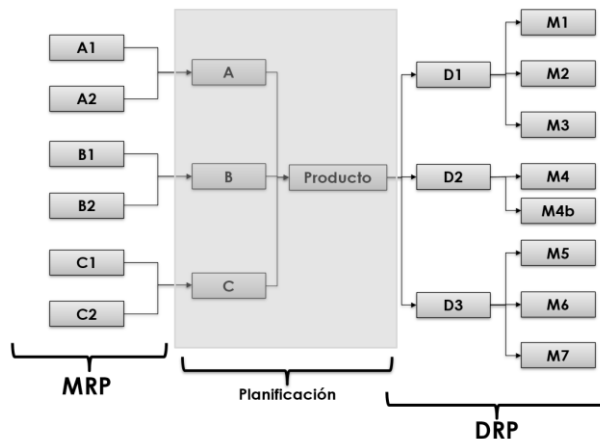 A1
A2
B1
B2
C1
C2
A
B
C
Producto
D1
D2
D3
M1
M2
M3
M4
M4b
M5
M6
M7
MRP
Planificación
DRP